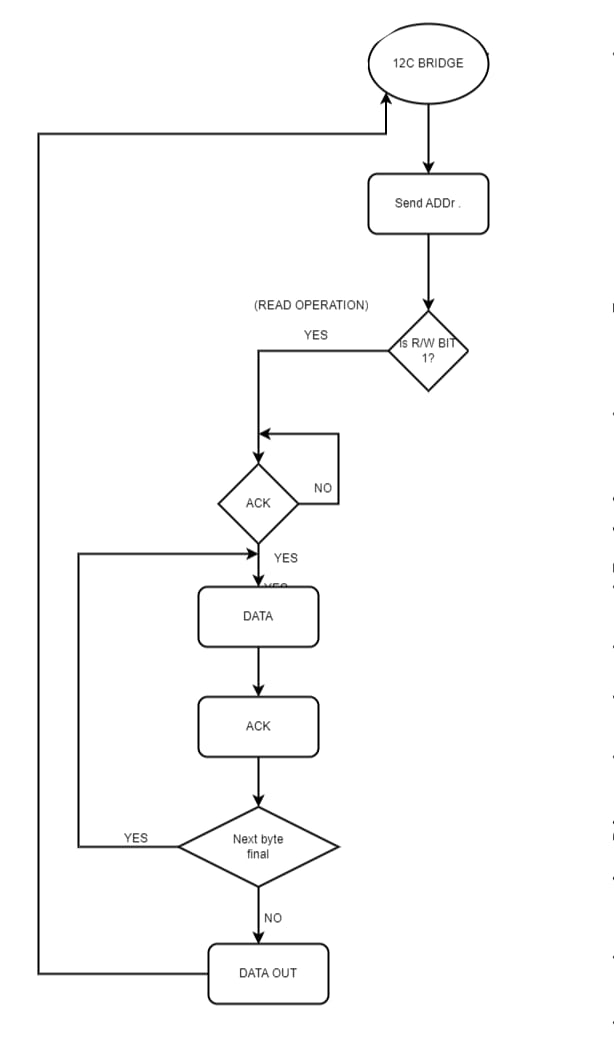 12C BRIDGE
Send ADDr .
(READ OPERATION)
YES
Is R/W BIT
1?
NO
ACK
YES
YES
DATA
ACK
YES
Next byte
final
NO
DATA OUT